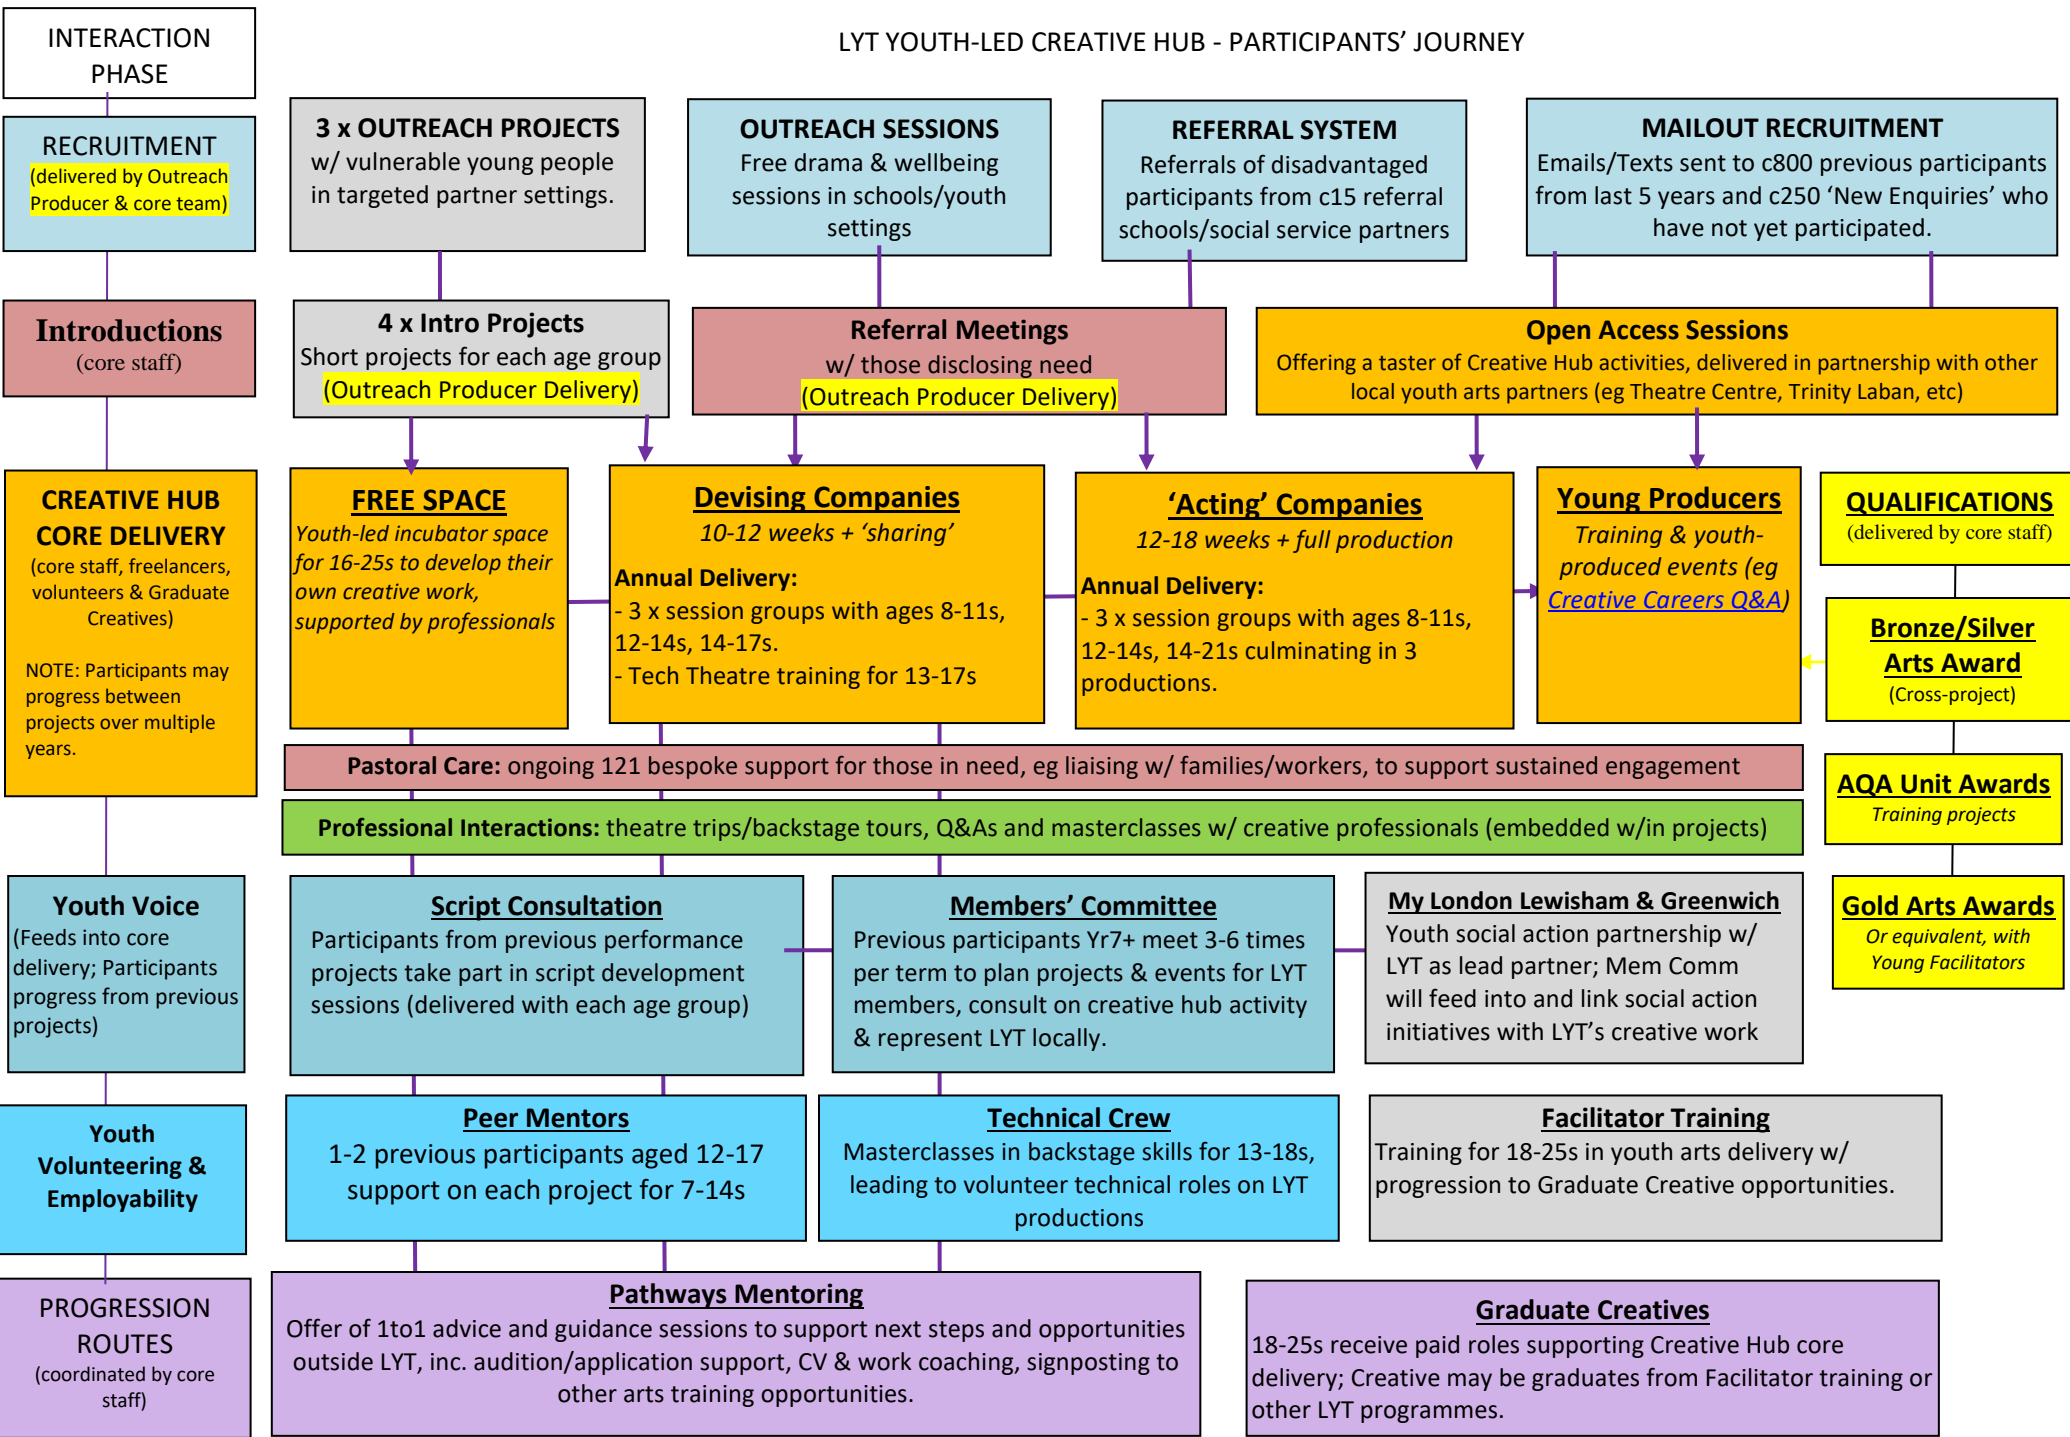 LYT YOUTH-LED CREATIVE HUB - PARTICIPANTS’ JOURNEY
INTERACTION
PHASE
RECRUITMENT
(delivered by Outreach
Producer & core team)
3 x OUTREACH PROJECTS
w/ vulnerable young people
in targeted partner settings.
OUTREACH SESSIONS
Free drama & wellbeing
sessions in schools/youth
settings
REFERRAL SYSTEM
Referrals of disadvantaged
participants from c15 referral
schools/social service partners
MAILOUT RECRUITMENT
Emails/Texts sent to c800 previous participants
from last 5 years and c250 ‘New Enquiries’ who
have not yet participated.
Introductions
(core staff)
4 x Intro Projects
Short projects for each age group
(Outreach Producer Delivery)
Referral Meetings
w/ those disclosing need
(Outreach Producer Delivery)
Open Access Sessions
Offering a taster of Creative Hub activities, delivered in partnership with other
local youth arts partners (eg Theatre Centre, Trinity Laban, etc)
CREATIVE HUB
CORE DELIVERY
(core staff, freelancers,
volunteers & Graduate
Creatives)
NOTE: Participants may
progress between
projects over multiple
years.
FREE SPACE
Youth-led incubator space
for 16-25s to develop their
own creative work,
supported by professionals
Devising Companies
10-12 weeks + ‘sharing’
Annual Delivery:
- 3 x session groups with ages 8-11s,
12-14s, 14-17s.
- Tech Theatre training for 13-17s
‘Acting’ Companies
12-18 weeks + full production
Annual Delivery:
- 3 x session groups with ages 8-11s,
12-14s, 14-21s culminating in 3
productions.
Young Producers
Training & youth-
produced events (eg
Creative Careers Q&A)
QUALIFICATIONS
(delivered by core staff)
Bronze/Silver
Arts Award
(Cross-project)
AQA Unit Awards
Training projects
Gold Arts Awards
Or equivalent, with
Young Facilitators
Pastoral Care: ongoing 121 bespoke support for those in need, eg liaising w/ families/workers, to support sustained engagement
Professional Interactions: theatre trips/backstage tours, Q&As and masterclasses w/ creative professionals (embedded w/in projects)
Youth Voice
(Feeds into core
delivery; Participants
progress from previous
projects)
Script Consultation
Participants from previous performance
projects take part in script development
sessions (delivered with each age group)
Members’ Committee
Previous participants Yr7+ meet 3-6 times
per term to plan projects & events for LYT
members, consult on creative hub activity
& represent LYT locally.
My London Lewisham & Greenwich
Youth social action partnership w/
LYT as lead partner; Mem Comm
will feed into and link social action
initiatives with LYT’s creative work
Youth
Volunteering &
Employability
Peer Mentors
1-2 previous participants aged 12-17
support on each project for 7-14s
Technical Crew
Masterclasses in backstage skills for 13-18s,
leading to volunteer technical roles on LYT
productions
Facilitator Training
Training for 18-25s in youth arts delivery w/
progression to Graduate Creative opportunities.
PROGRESSION
ROUTES
(coordinated by core
staff)
Pathways Mentoring
Offer of 1to1 advice and guidance sessions to support next steps and opportunities
outside LYT, inc. audition/application support, CV & work coaching, signposting to
other arts training opportunities.
Graduate Creatives
18-25s receive paid roles supporting Creative Hub core
delivery; Creative may be graduates from Facilitator training or
other LYT programmes.